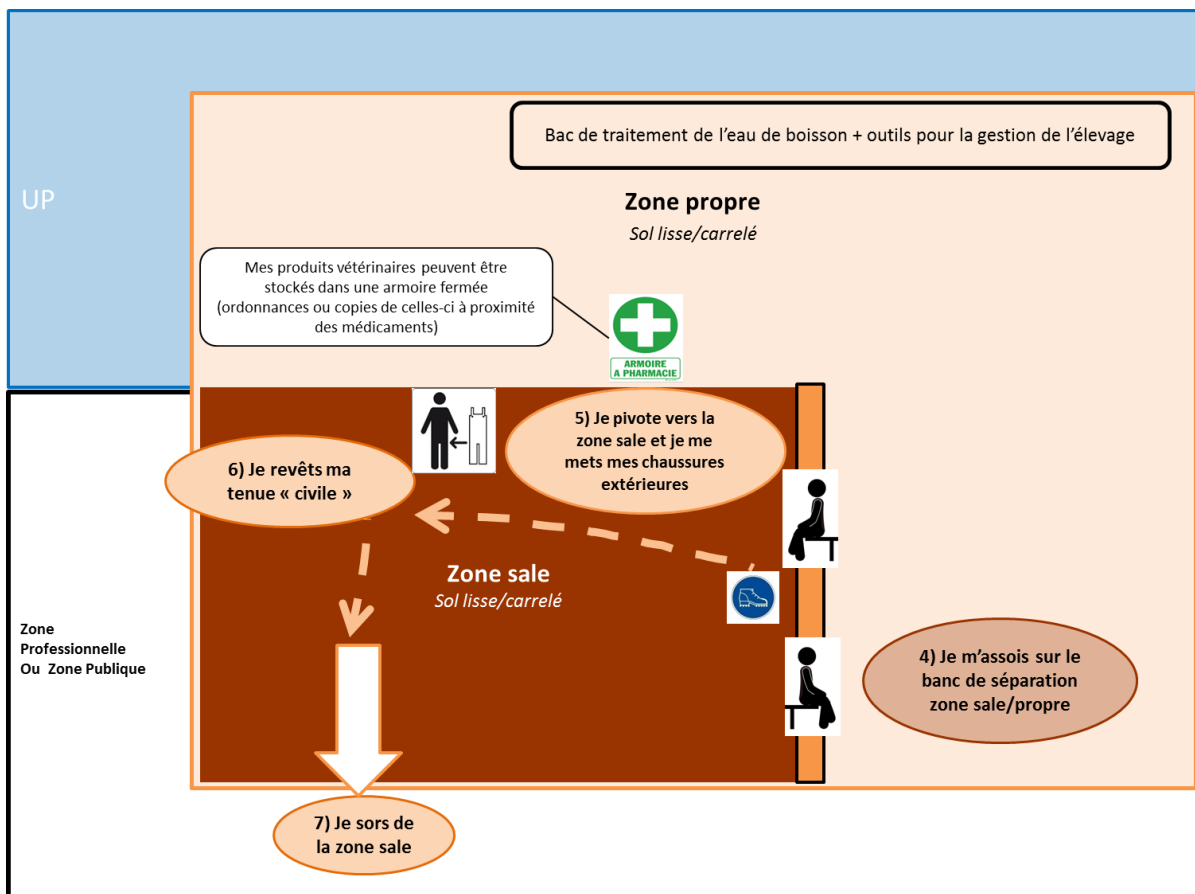 Bac de traitement de l'eau de boisson + outils pour la gestion de l'élevage
UP
Zone propre
Sol lisse/carrelé
Mes produits vétérinaires peuvent être
stockés dans une armoire fermée
(ordonnances ou copies de celles-ci à proximité
des médicaments)
ARMOIRE
A PHARMACIE
5) Je pivote vers la
zone sale et je me
mets mes chaussures
extérieures
6) Je revêts ma
tenue « civile »
Zone sale
Sol lisse/carrelé
Zone
Professionnelle
Ou Zone Publique
4) Je m'assois sur le
banc de séparation
zone sale/propre
7) Je sors de
la zone sale